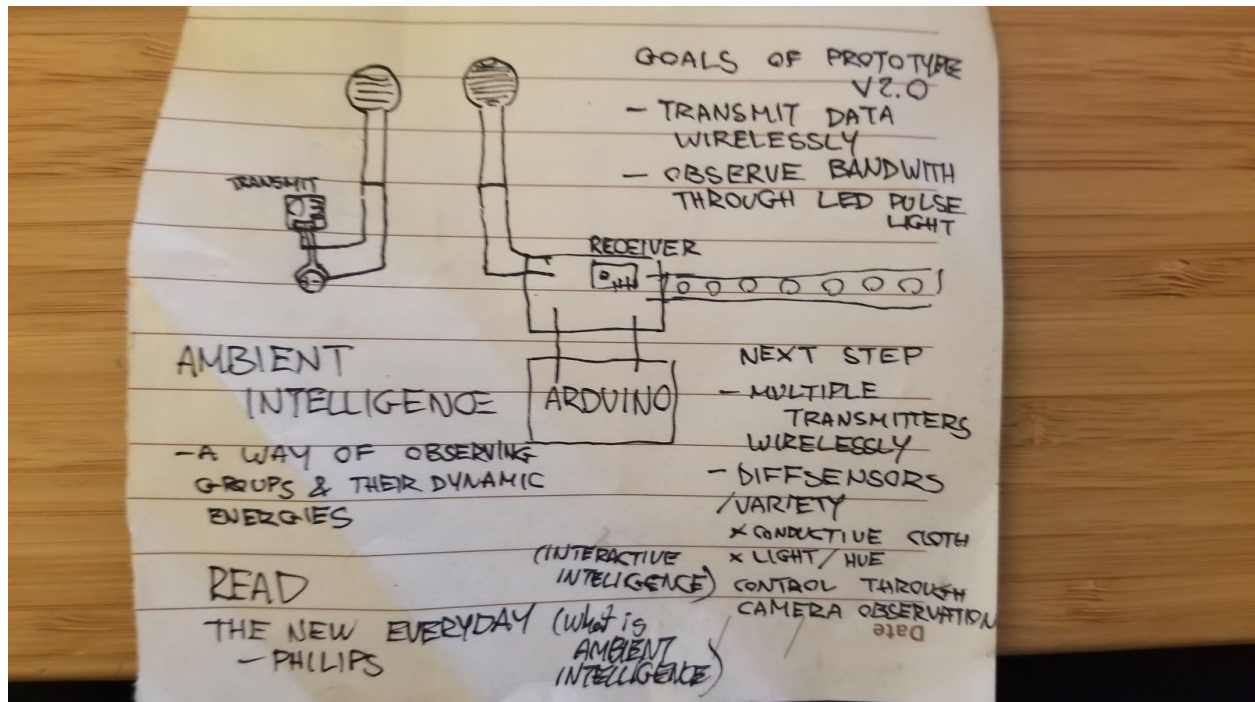 GOALS OF PROTOTYPE
V2.0
- TRANSMIT DATA
WIRELESSLY
- OBSERVE BANDWITH
THROUGH LED PULSE
LIGHT
TRANSMIT
RECEIVER
ARDUINO
AMBIENT
INTELLIGENCE
- A WAY OF OBSERVING
GROUPS & THEIR DYNAMIC
ENERGIES
READ
THE NEW EVERYDAY
- PHILIPS
(INTERACTIVE
INTELIGENCE)
(What is
AMBIENT
INTELLIGENCE)
NEXT STEP
- MULTIPLE
TRANSMITTERS
WIRELESSLY
- DIFF SENSORS
/VARIETY
x CONDUCTIVE CLOTH
x LIGHT/HUE
CONTROL THROUGH
CAMERA OBSERVATION
Date